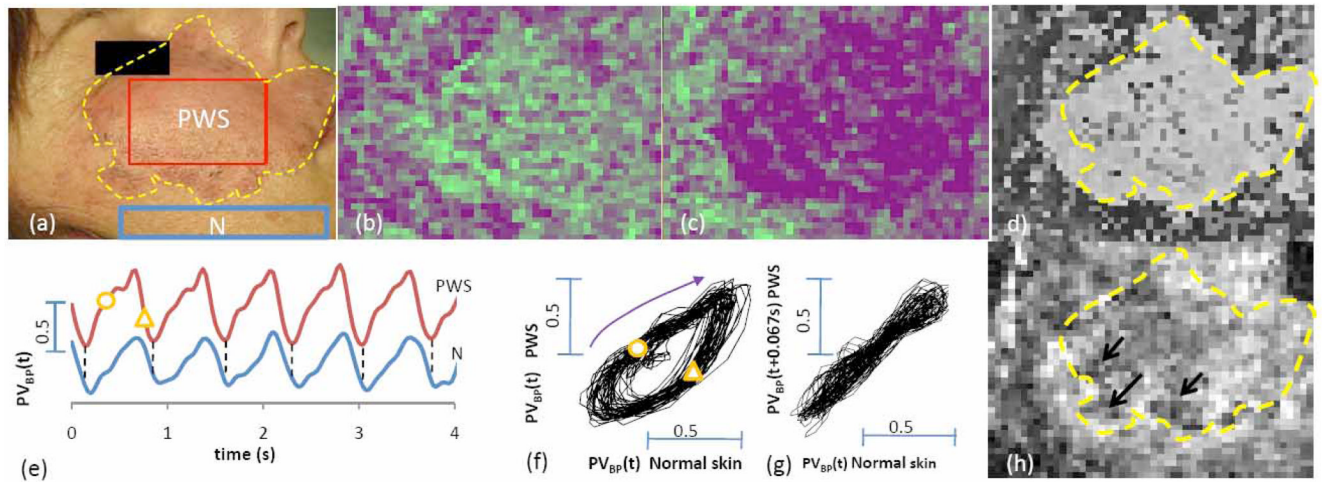 PWS
N
(a)
(b)
(c)
d)
PV_BP(t)
0.5
PWS
N
0
1
2
3
4
time (s)
(e)
PV_BP(t) PWS
0.5
0.5
(f)
PV_BP(t) Normal skin
PV_BP(t+0.067s) PWS
0.5
0.5
(g)
PV_BP(t) Normal skin
(h)